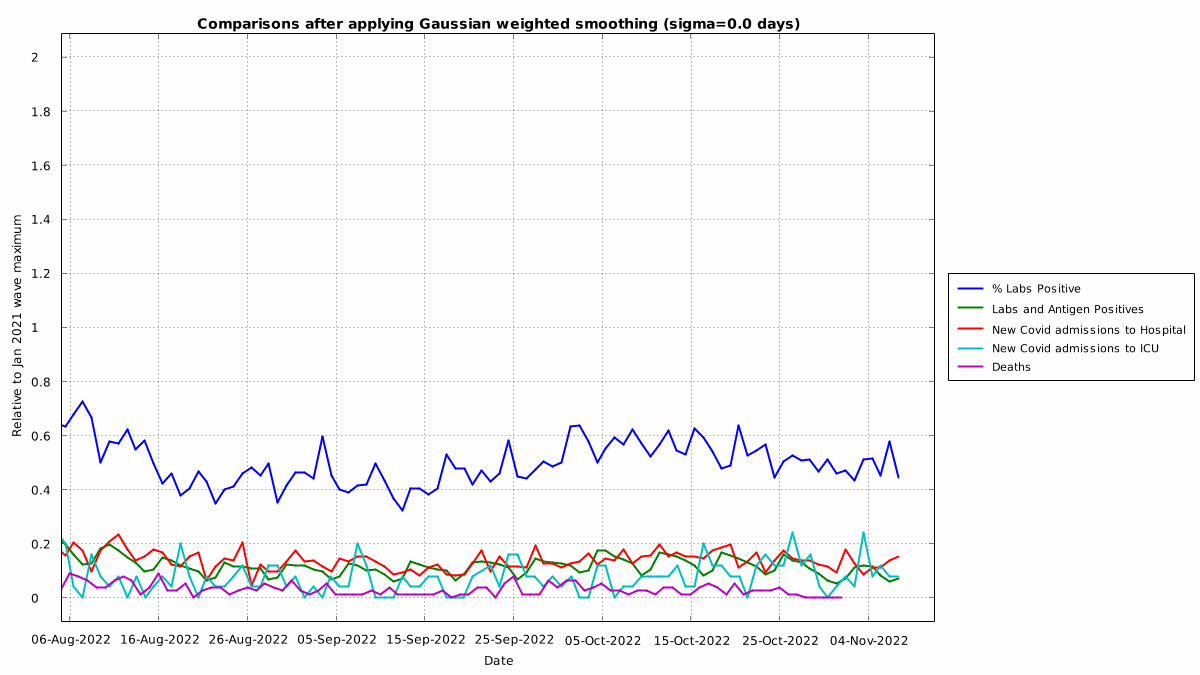 Comparisons after applying Gaussian weighted smoothing (sigma=0.0 days)
Relative to Jan 2021 wave maximum
2
1.8
1.6
1.4
1.2
1
0.8
0.6
0.4
0.2
0
06-Aug-2022 16-Aug-2022 26-Aug-2022 05-Sep-2022 15-Sep-2022 25-Sep-2022 05-Oct-2022 15-Oct-2022 25-Oct-2022 04-Nov-2022
Date
% Labs Positive
Labs and Antigen Positives
New Covid admissions to Hospital
New Covid admissions to ICU
Deaths